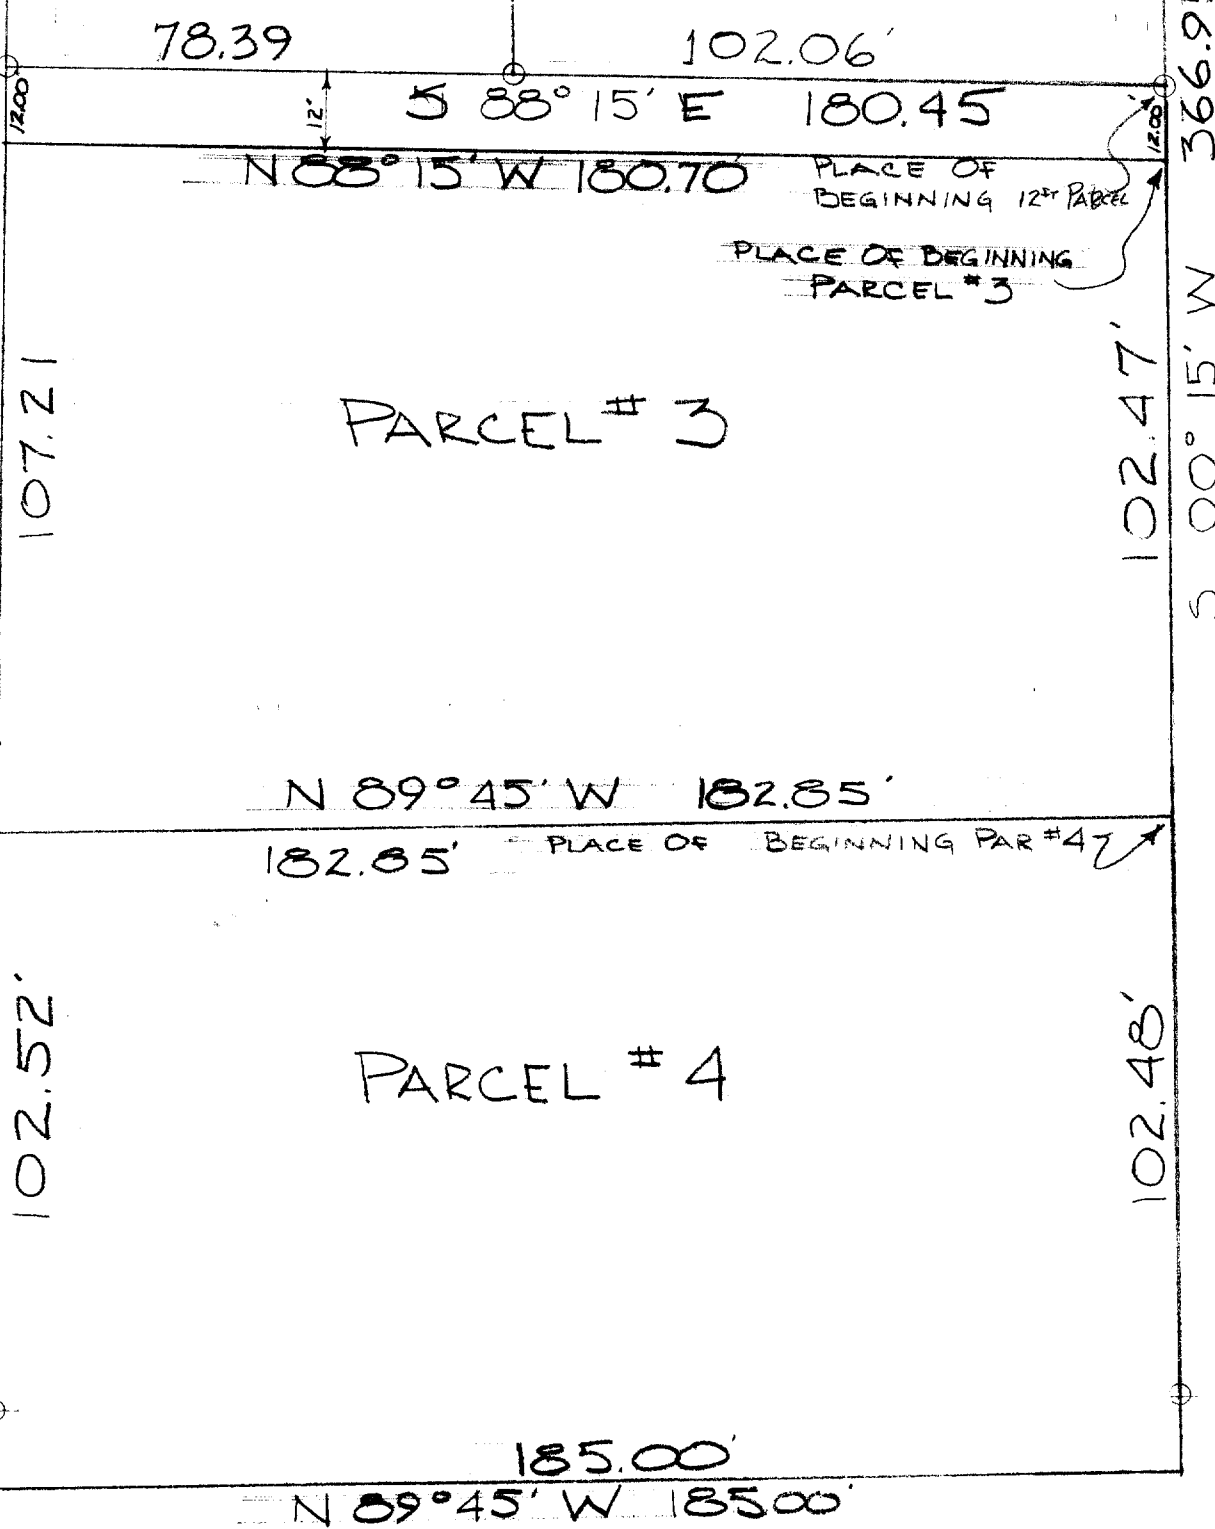 78.39
102.06'
366.9
12.00'
12'
S 88° 15' E 180.45
12.00'
N 88° 15' W 180.70
PLACE OF
BEGINNING 12FT PARCEL
PLACE OF BEGINNING
PARCEL #3
S 00° 15' W
107.21
PARCEL # 3
102.47'
N 89° 45' W 182.85'
182.85'
PLACE OF BEGINNING PAR #4
102.52'
PARCEL # 4
102.48'
185.00'
N 89° 45' W 185.00'